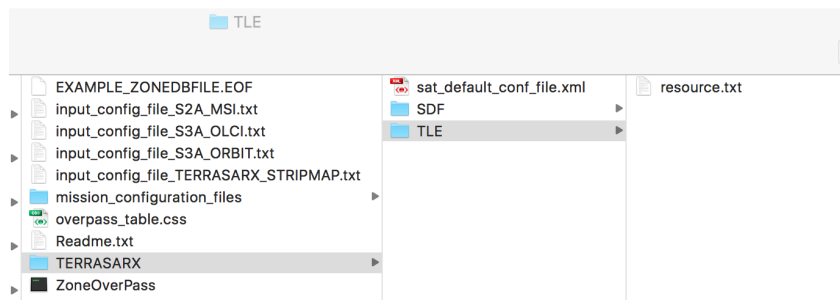 TLE
EXAMPLE_ZONEDBFILE.EOF
input_config_file_S2A_MSI.txt
input_config_file_S3A_OLCI.txt
input_config_file_S3A_ORBIT.txt
input_config_file_TERRASARX_STRIPMAP.txt
mission_configuration_files
overpass_table.css
Readme.txt
TERRASARX
ZoneOverPass
sat_default_conf_file.xml
SDF
TLE
resource.txt